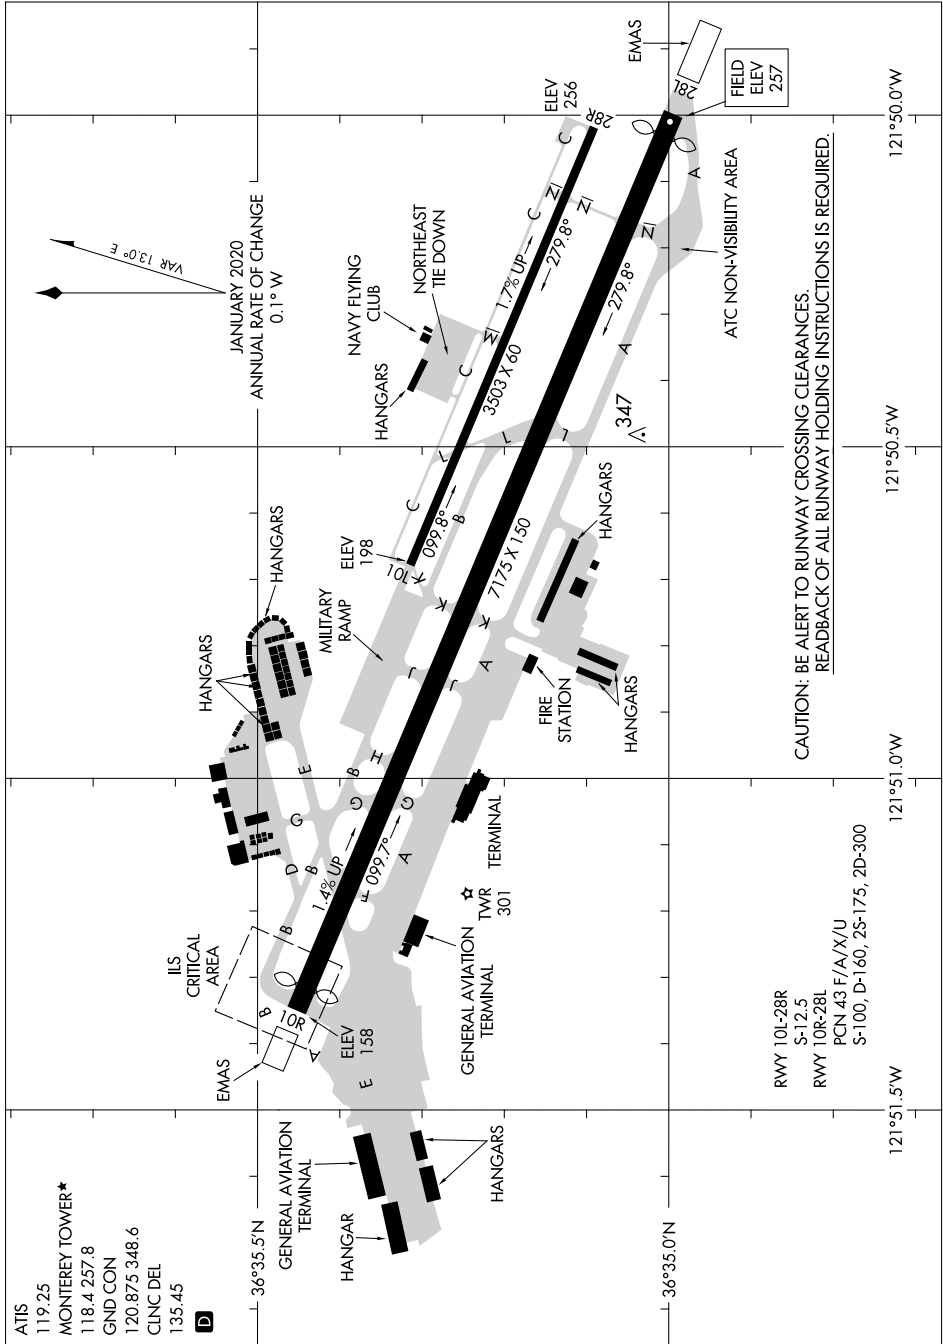 ATIS
119.25
MONTEREY TOWER★
118.4 257.8
GND CON
120.875 348.6
CLNC DEL
135.45
D
JANUARY 2020
ANNUAL RATE OF CHANGE
0.1° W
VAR 13.0° E
EMAS
FIELD
ELEV
257
28L
ELEV
256
28R
121°50.0'W
ATC NON-VISIBILITY AREA
NORTHEAST
TIE DOWN
NAVY FLYING
CLUB
HANGARS
1.7% UP
279.8°
279.8°
3503 X 60
347
121°50.5'W
099.8°
ELEV
198
10L
7175 X 150
HANGARS
HANGARS
HANGARS
MILITARY
RAMP
FIRE
STATION
HANGARS
121°51.0'W
1.4% UP
099.7°
TERMINAL
TWR
301
GENERAL AVIATION
TERMINAL
ILS
CRITICAL
AREA
10R
ELEV
158
EMAS
121°51.5'W
GENERAL AVIATION
TERMINAL
HANGAR
HANGARS
36°35.5'N
36°35.0'N
A
A
A
A
A
A
B
B
B
B
B
C
C
C
C
D
E
E
F
G
G
G
H
J
J
K
K
K
L
L
L
M
N
N
N
CAUTION: BE ALERT TO RUNWAY CROSSING CLEARANCES.
READBACK OF ALL RUNWAY HOLDING INSTRUCTIONS IS REQUIRED.
RWY 10L-28R
S-12.5
RWY 10R-28L
PCN 43 F/A/X/U
S-100, D-160, 2S-175, 2D-300